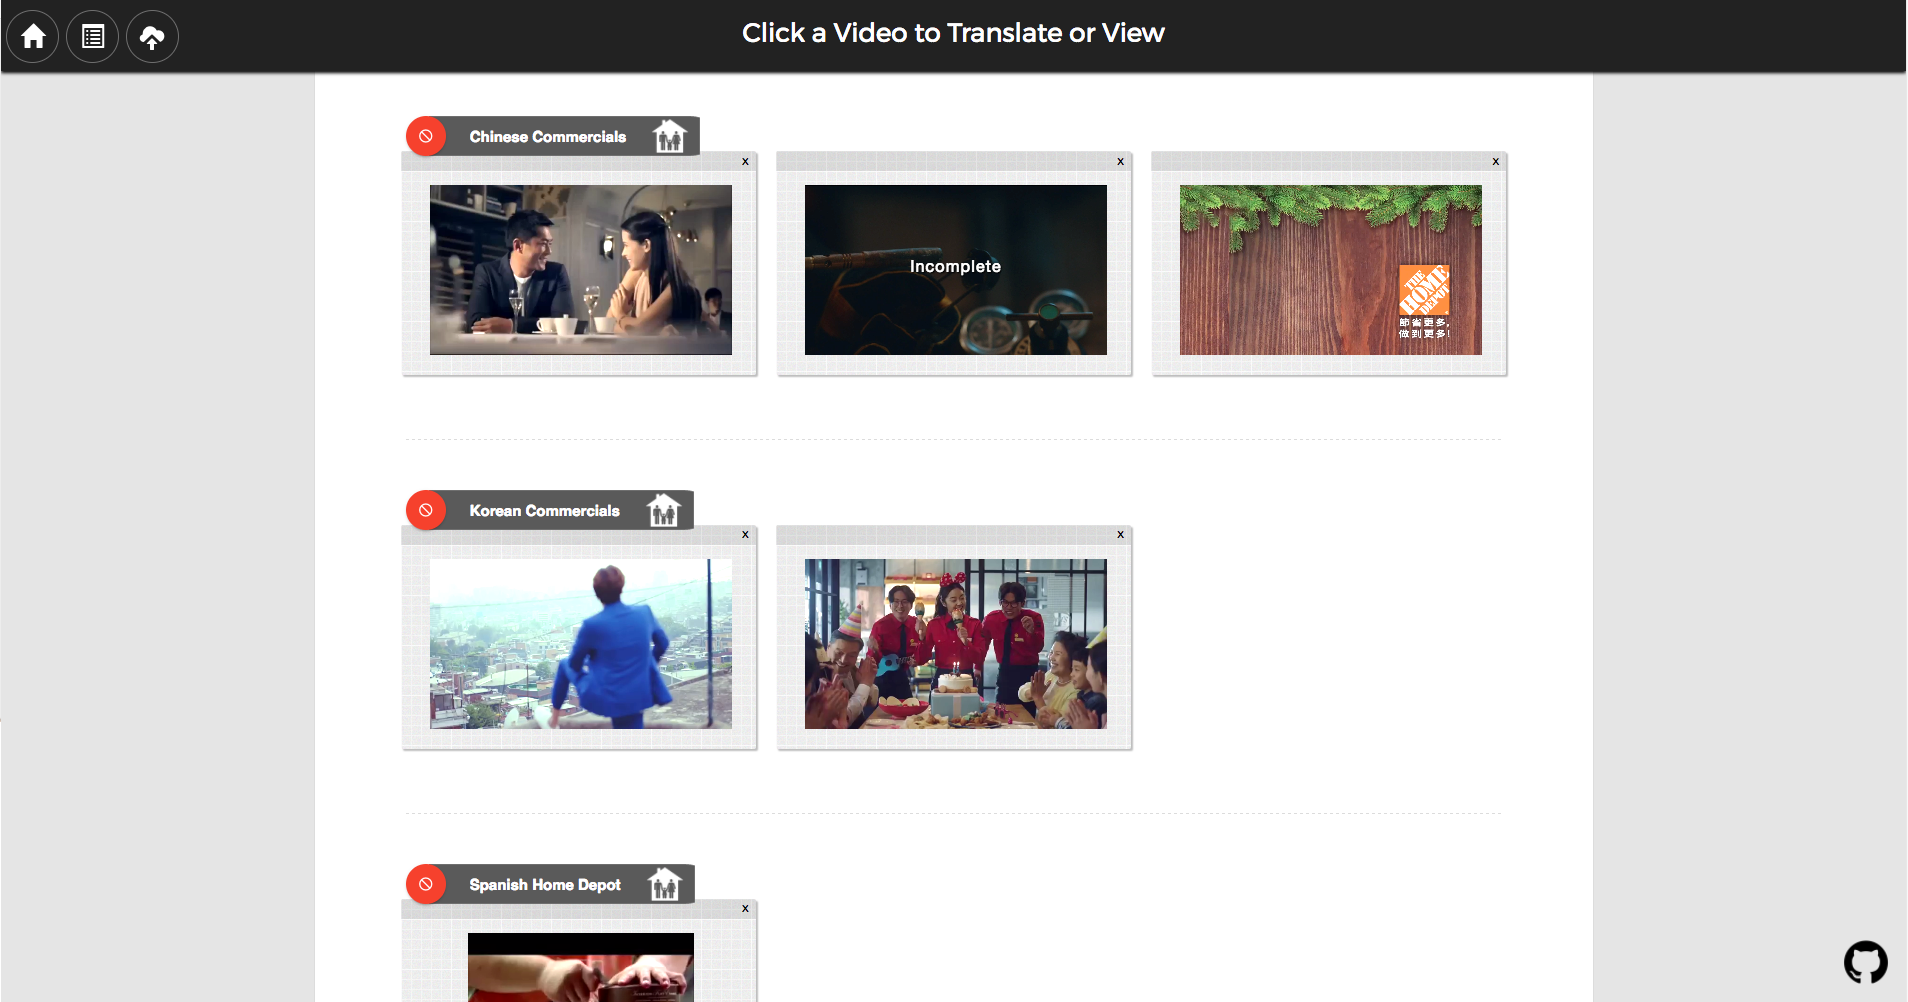 Click a Video to Translate or View
Chinese Commercials
x
x
x
Incomplete
THE
HOME
DEPOT
節省更多,
做到更多!
Korean Commercials
x
x
Spanish Home Depot
x